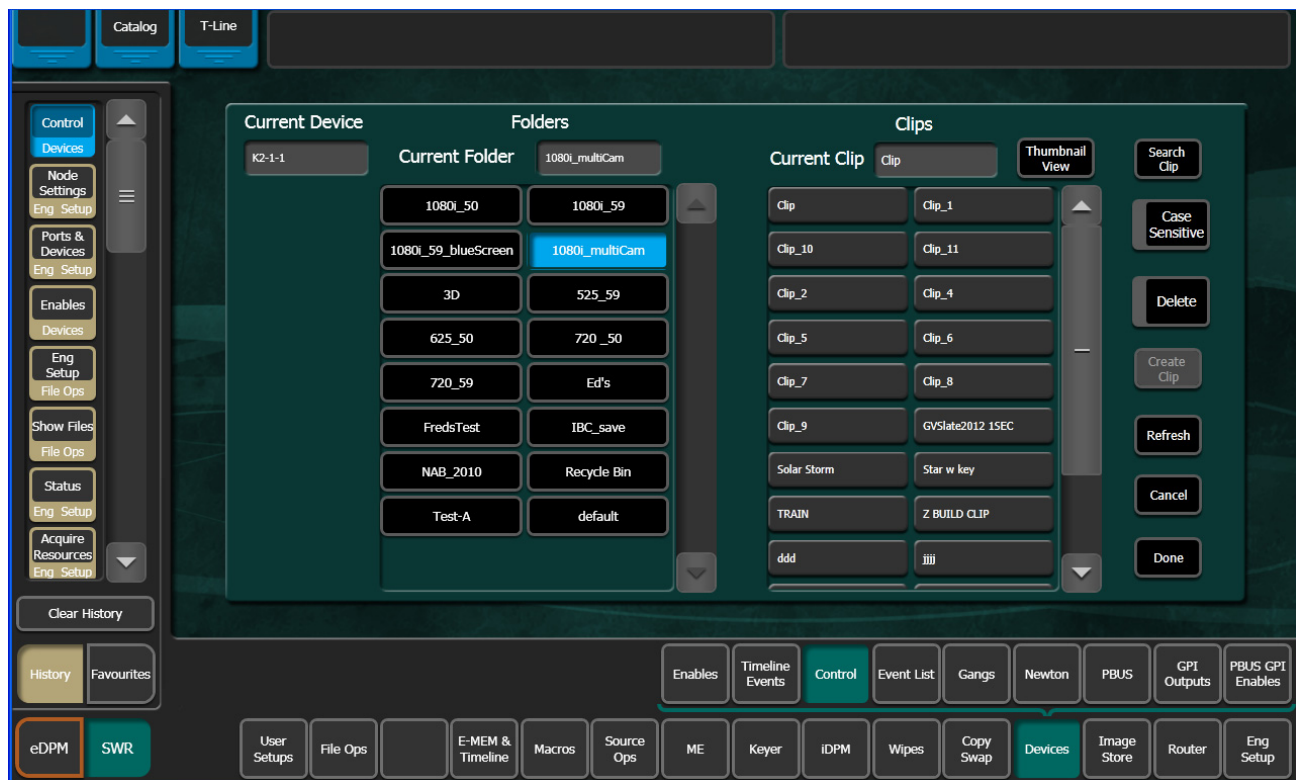 Catalog
T-Line
Control
Devices
Node
Settings
Eng Setup
Ports &
Devices
Eng Setup
Enables
Devices
Eng
Setup
File Ops
Show Files
File Ops
Status
Eng Setup
Acquire
Resources
Eng Setup
Clear History
History
Favourites
eDPM
SWR
Current Device
K2-1-1
Folders
Current Folder
1080i_multiCam
1080i_50
1080i_59
1080i_59_blueScreen
1080i_multiCam
3D
525_59
625_50
720 _50
720_59
Ed's
FredsTest
IBC_save
NAB_2010
Recycle Bin
Test-A
default
Clips
Current Clip
Clip
Thumbnail
View
Clip
Clip_1
Clip_10
Clip_11
Clip_2
Clip_4
Clip_5
Clip_6
Clip_7
Clip_8
Clip_9
GVSlate2012 1SEC
Solar Storm
Star w key
TRAIN
Z BUILD CLIP
ddd
jjjj
Search
Clip
Case
Sensitive
Delete
Create
Clip
Refresh
Cancel
Done
Enables
Timeline
Events
Control
Event List
Gangs
Newton
PBUS
GPI
Outputs
PBUS GPI
Enables
User
Setups
File Ops
E-MEM &
Timeline
Macros
Source
Ops
ME
Keyer
iDPM
Wipes
Copy
Swap
Devices
Image
Store
Router
Eng
Setup